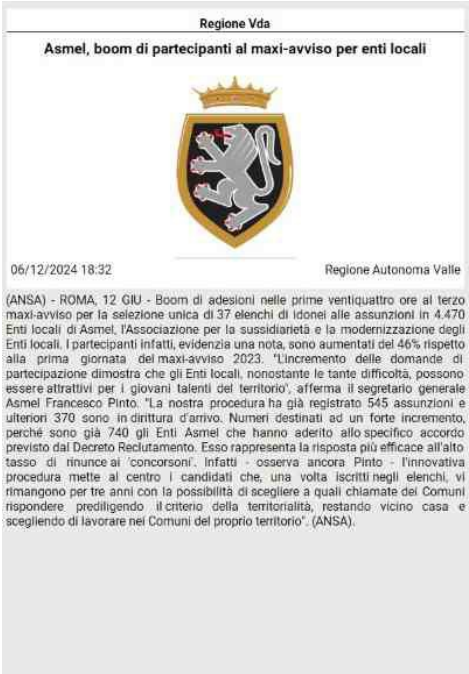 Regione Vda
Asmel, boom di partecipanti al maxi-avviso per enti locali
06/12/2024 18:32
Regione Autonoma Valle
(ANSA) - ROMA, 12 GIU - Boom di adesioni nelle prime ventiquattro ore al terzo
maxi-avviso per la selezione unica di 37 elenchi di idonei alle assunzioni in 4.470
Enti locali di Asmel, l'Associazione per la sussidiarietà e la modernizzazione degli
Enti locali. I partecipanti infatti, evidenzia una nota, sono aumentati del 46% rispetto
alla prima giornata del maxi-avviso 2023. "L'incremento delle domande di
partecipazione dimostra che gli Enti locali, nonostante le tante difficoltà, possono
essere attrattivi per i giovani talenti del territorio", afferma il segretario generale
Asmel Francesco Pinto. "La nostra procedura ha già registrato 545 assunzioni e
ulteriori 370 sono in dirittura d'arrivo. Numeri destinati ad un forte incremento,
perché sono già 740 gli Enti Asmel che hanno aderito allo specifico accordo
previsto dal Decreto Reclutamento. Esso rappresenta la risposta più efficace all'alto
tasso di rinunce ai 'concorsoni'. Infatti - osserva ancora Pinto - l'innovativa
procedura mette al centro i candidati che, una volta iscritti negli elenchi, vi
rimangono per tre anni con la possibilità di scegliere a quali chiamate dei Comuni
rispondere prediligendo il criterio della territorialità, restando vicino casa e
scegliendo di lavorare nei Comuni del proprio territorio". (ANSA).